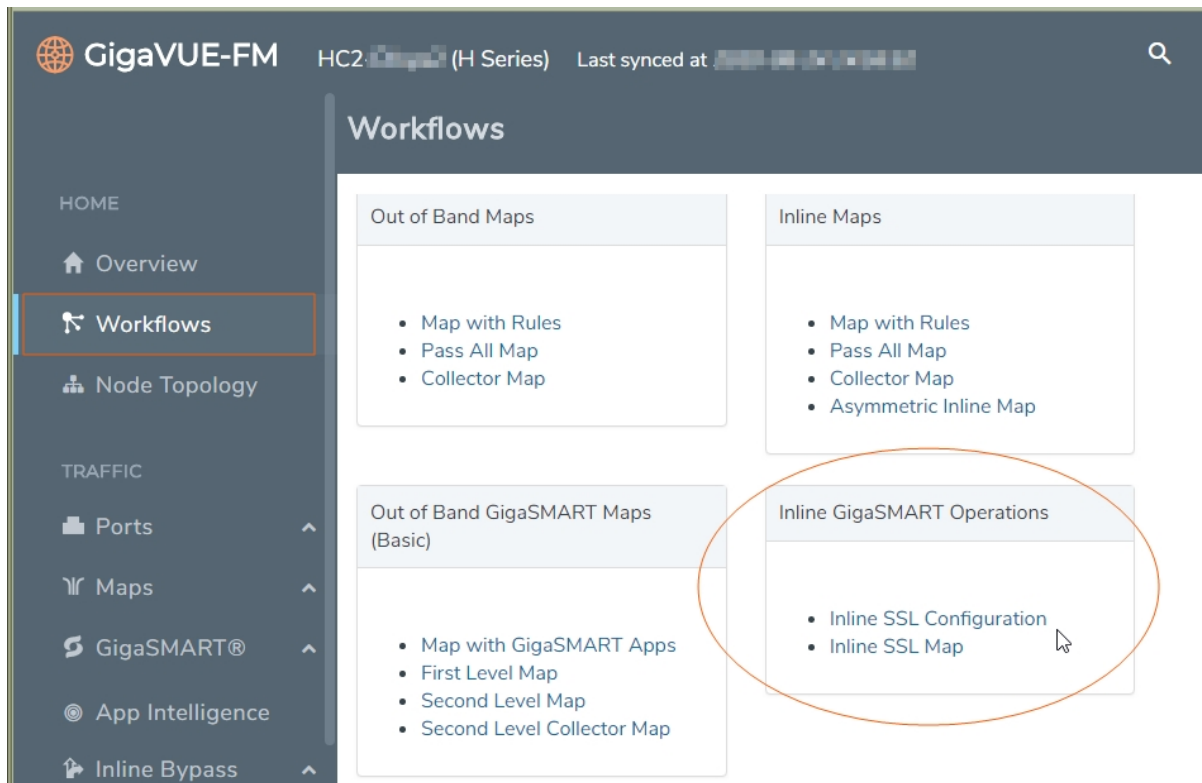 GigaVUE-FM HC2- (H Series) Last synced at
Workflows
HOME
Overview
Workflows
Node Topology
TRAFFIC
Ports
Maps
GigaSMART®
App Intelligence
Inline Bypass
Out of Band Maps
• Map with Rules
• Pass All Map
• Collector Map
Inline Maps
• Map with Rules
• Pass All Map
• Collector Map
• Asymmetric Inline Map
Out of Band GigaSMART Maps
(Basic)
• Map with GigaSMART Apps
• First Level Map
• Second Level Map
• Second Level Collector Map
Inline GigaSMART Operations
• Inline SSL Configuration
• Inline SSL Map